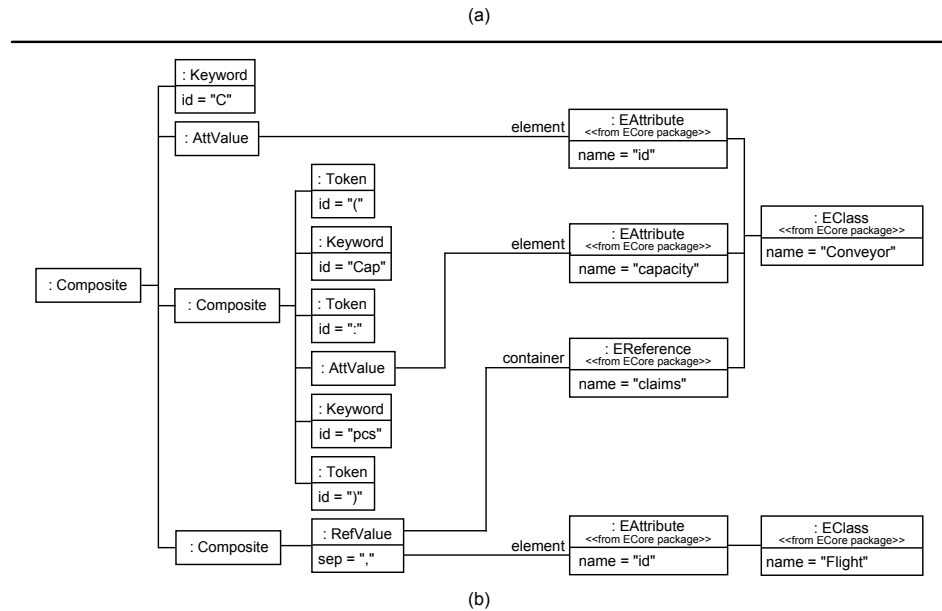 (a)
: Keyword
id = "C"
: AttValue
element
: EAttribute
<<from ECore package>>
name = "id"
: Token
id = "("
: Keyword
id = "Cap"
element
: EAttribute
<<from ECore package>>
name = "capacity"
: EClass
<<from ECore package>>
name = "Conveyor"
: Composite
: Composite
: Token
id = ":"
: AttValue
container
: EReference
<<from ECore package>>
name = "claims"
: Keyword
id = "pcs"
: Token
id = ")"
: Composite
: RefValue
sep = ","
element
: EAttribute
<<from ECore package>>
name = "id"
: EClass
<<from ECore package>>
name = "Flight"
(b)